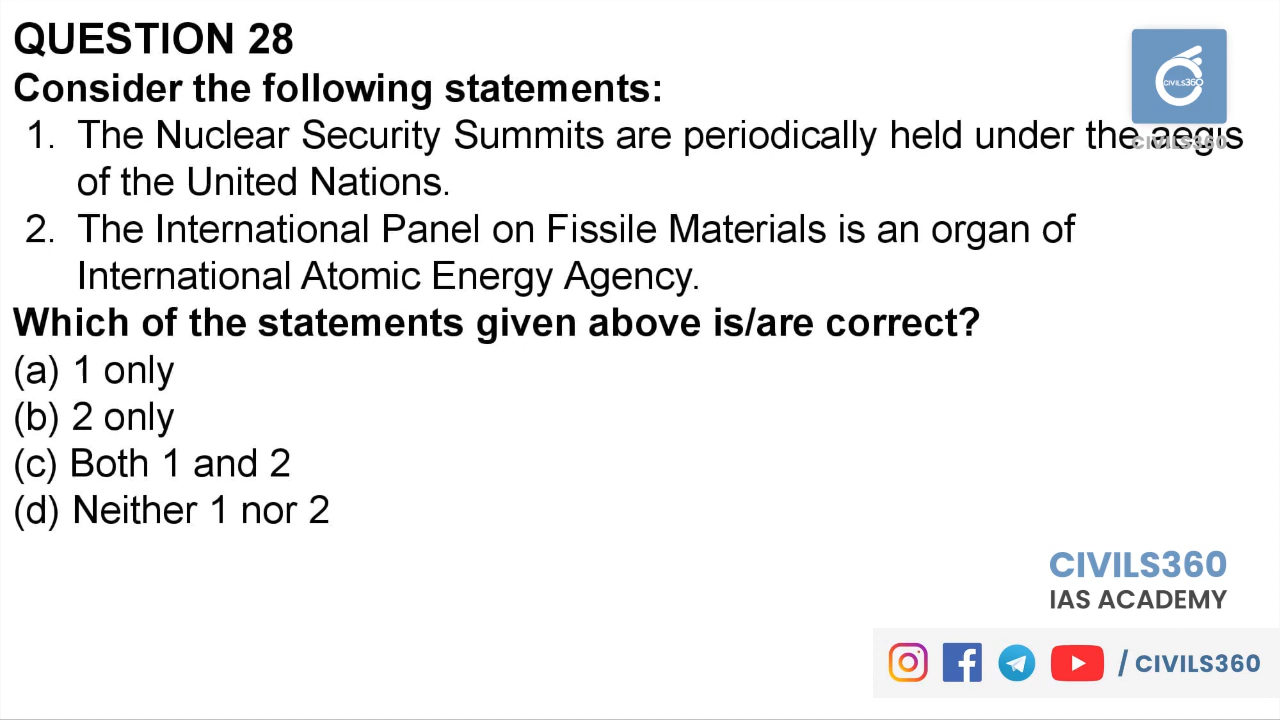 QUESTION 28
Consider the following statements:
1. The Nuclear Security Summits are periodically held under the aegis
of the United Nations.
2. The International Panel on Fissile Materials is an organ of
International Atomic Energy Agency.
Which of the statements given above is/are correct?
(a) 1 only
(b) 2 only
(c) Both 1 and 2
(d) Neither 1 nor 2
CIVILS360
CIVILS360
CIVILS360
IAS ACADEMY
/ CIVILS360